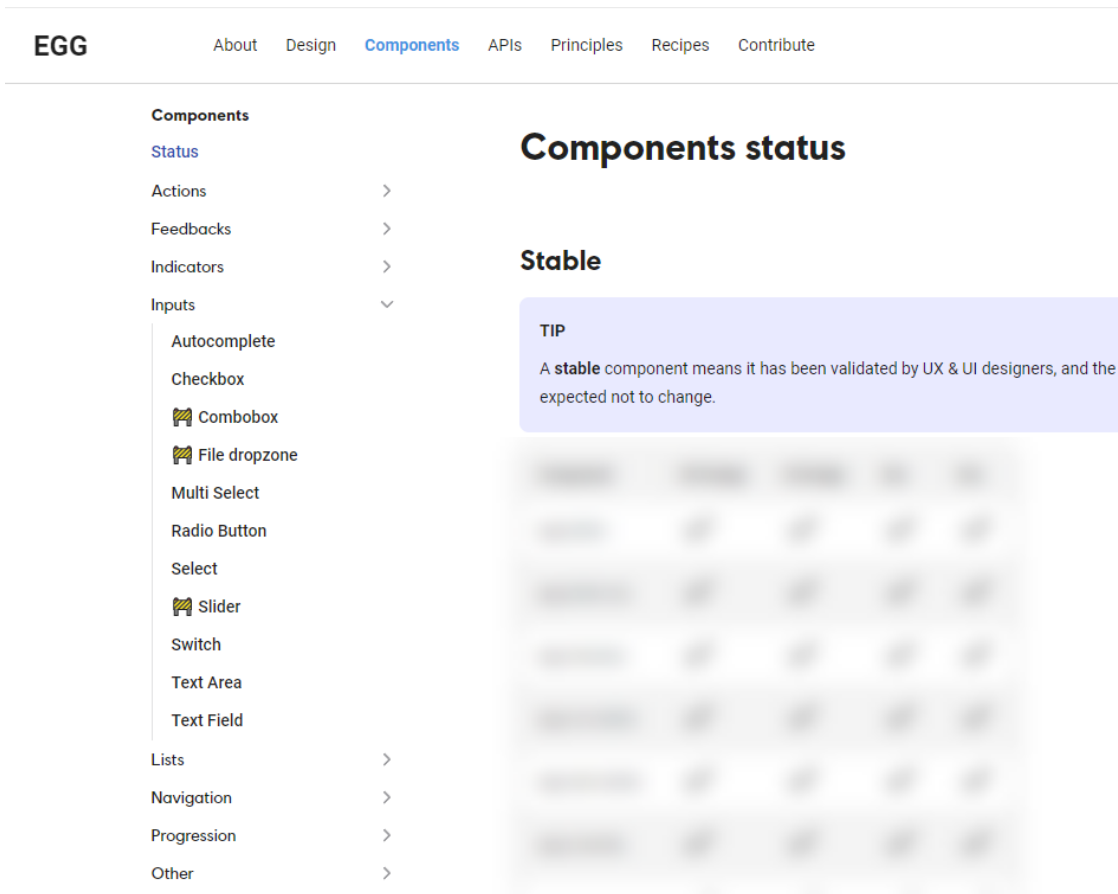 EGG
About Design Components APIs Principles Recipes Contribute
Components
Status
Actions
Feedbacks
Indicators
Inputs
Autocomplete
Checkbox
🚧 Combobox
🚧 File dropzone
Multi Select
Radio Button
Select
🚧 Slider
Switch
Text Area
Text Field
Lists
Navigation
Progression
Other
Components status
Stable
TIP
A stable component means it has been validated by UX & UI designers, and the
expected not to change.